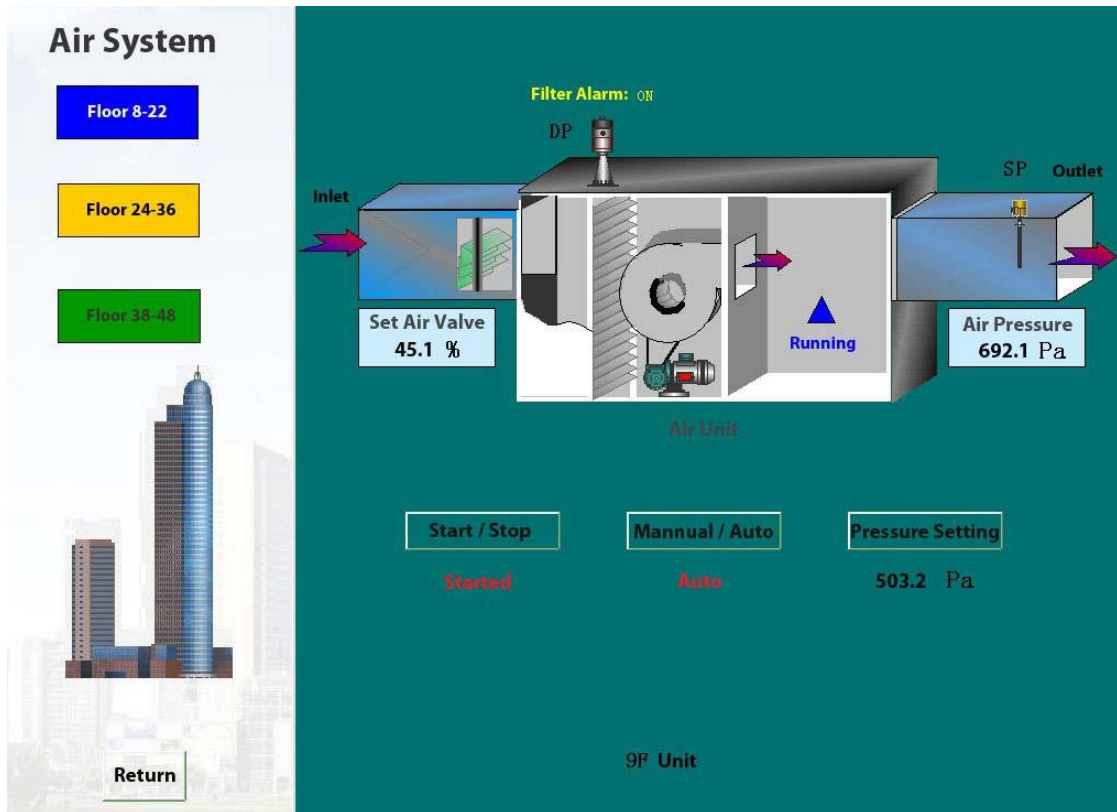 Air System
Floor 8-22
Floor 24-36
Floor 38-48
Return
Filter Alarm: ON
DP
SP
Outlet
Inlet
Set Air Valve
45.1 %
Running
Air Pressure
692.1 Pa
Air Unit
Start / Stop
Mannual / Auto
Pressure Setting
Started
Auto
503.2 Pa
9F Unit